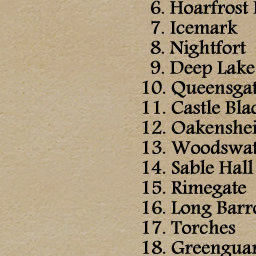 6. Hoarfrost
7. Icemark
8. Nightfort
9. Deep Lake
10. Queensgat
11. Castle Blac
12. Oakenshei
13. Woodswat
14. Sable Hall
15. Rimegate
16. Long Barro
17. Torches
18. Greenguar